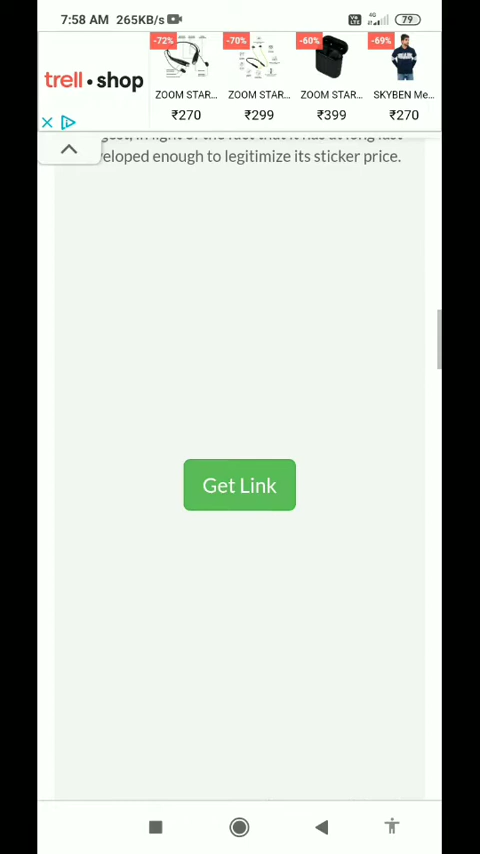 7:58 AM 265KB/s 4G 79
-72% -70% -60% -69%
trell • shop
ZOOM STAR... ZOOM STAR... ZOOM STAR... SKYBEN Me...
₹270 ₹299 ₹399 ₹270
veloped enough to legitimize its sticker price.
Get Link